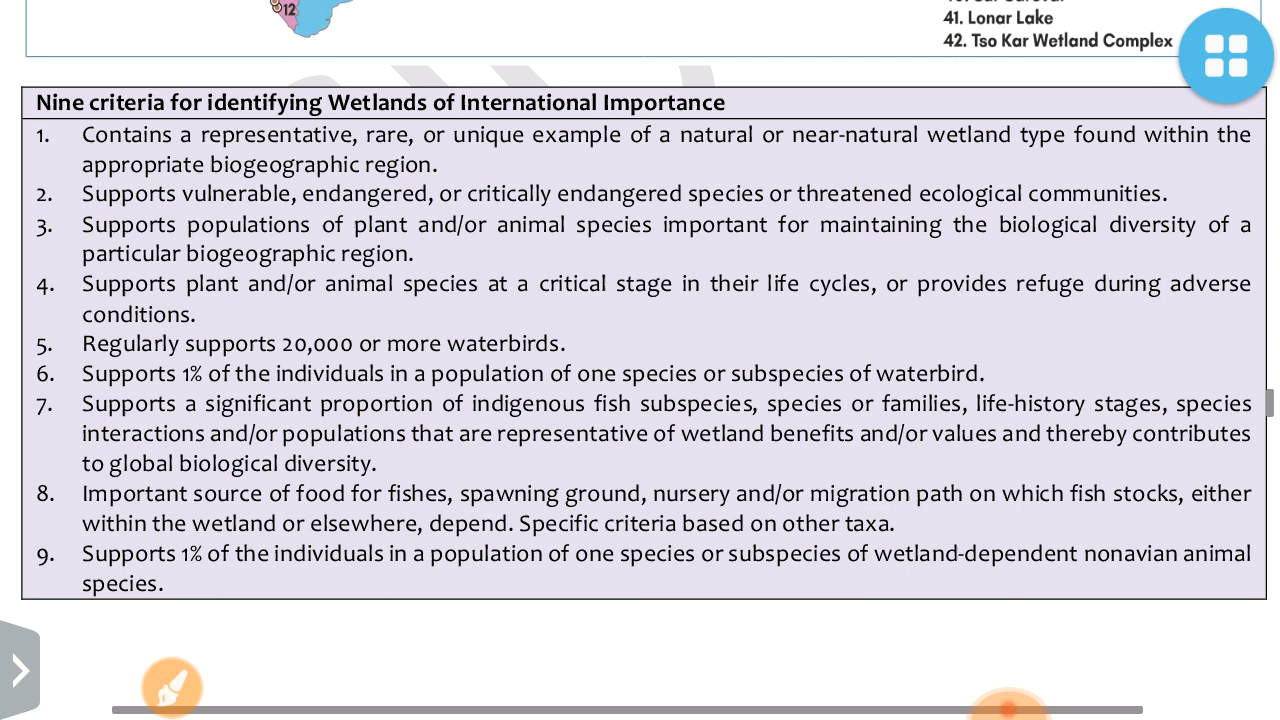 12
41. Lonar Lake
42. Tso Kar Wetland Complex
Nine criteria for identifying Wetlands of International Importance
1. Contains a representative, rare, or unique example of a natural or near-natural wetland type found within the
appropriate biogeographic region.
2. Supports vulnerable, endangered, or critically endangered species or threatened ecological communities.
3. Supports populations of plant and/or animal species important for maintaining the biological diversity of a
particular biogeographic region.
4. Supports plant and/or animal species at a critical stage in their life cycles, or provides refuge during adverse
conditions.
5. Regularly supports 20,000 or more waterbirds.
6. Supports 1% of the individuals in a population of one species or subspecies of waterbird.
7. Supports a significant proportion of indigenous fish subspecies, species or families, life-history stages, species
interactions and/or populations that are representative of wetland benefits and/or values and thereby contributes
to global biological diversity.
8. Important source of food for fishes, spawning ground, nursery and/or migration path on which fish stocks, either
within the wetland or elsewhere, depend. Specific criteria based on other taxa.
9. Supports 1% of the individuals in a population of one species or subspecies of wetland-dependent nonavian animal
species.